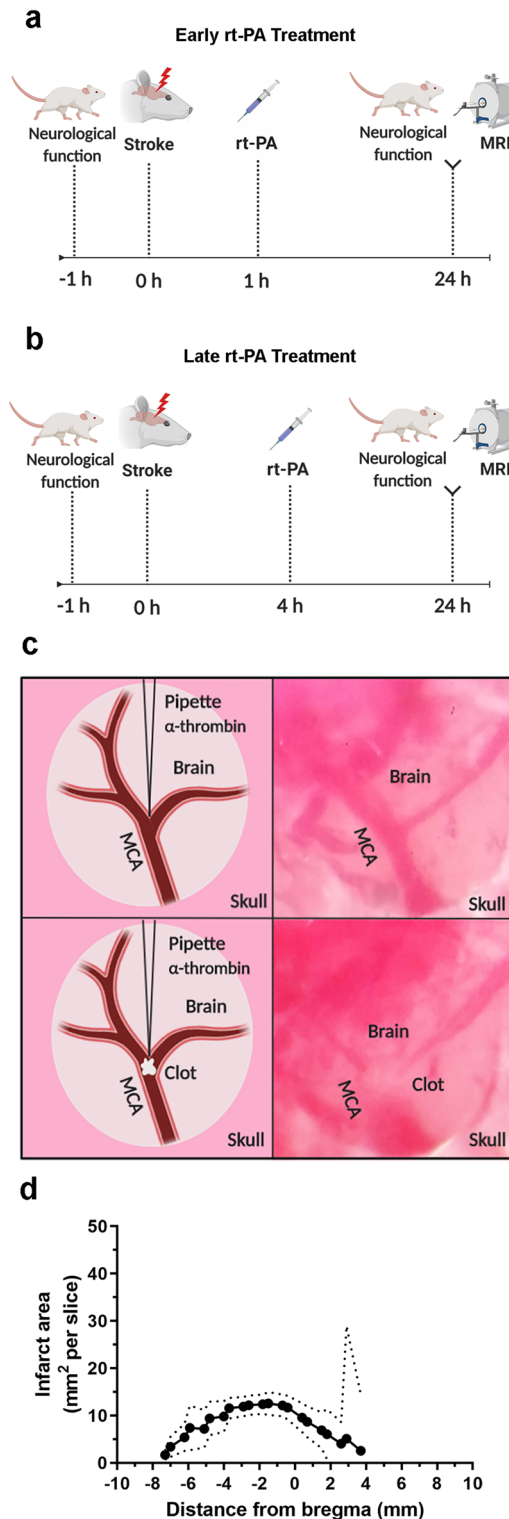 a
Early rt-PA Treatment
Neurological
function
Stroke
rt-PA
Neurological
function
MRI
-1 h
0 h
1 h
24 h
b
Late rt-PA Treatment
Neurological
function
Stroke
rt-PA
Neurological
function
MRI
-1 h
0 h
4 h
24 h
c
Pipette
α-thrombin
Brain
MCA
Skull
Brain
MCA
Skull
Pipette
α-thrombin
Brain
Clot
MCA
Skull
Brain
Clot
MCA
Skull
d
Infarct area
(mm² per slice)
50
40
30
20
10
0
-10 -8 -6 -4 -2 0 2 4 6 8 10
Distance from bregma (mm)